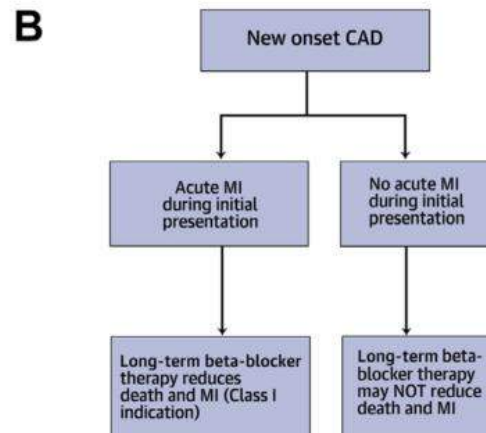 B
New onset CAD
Acute MI
during initial
presentation
No acute MI
during initial
presentation
Long-term beta-blocker
therapy reduces
death and MI (Class I
indication)
Long-term beta-
blocker therapy
may NOT reduce
death and MI